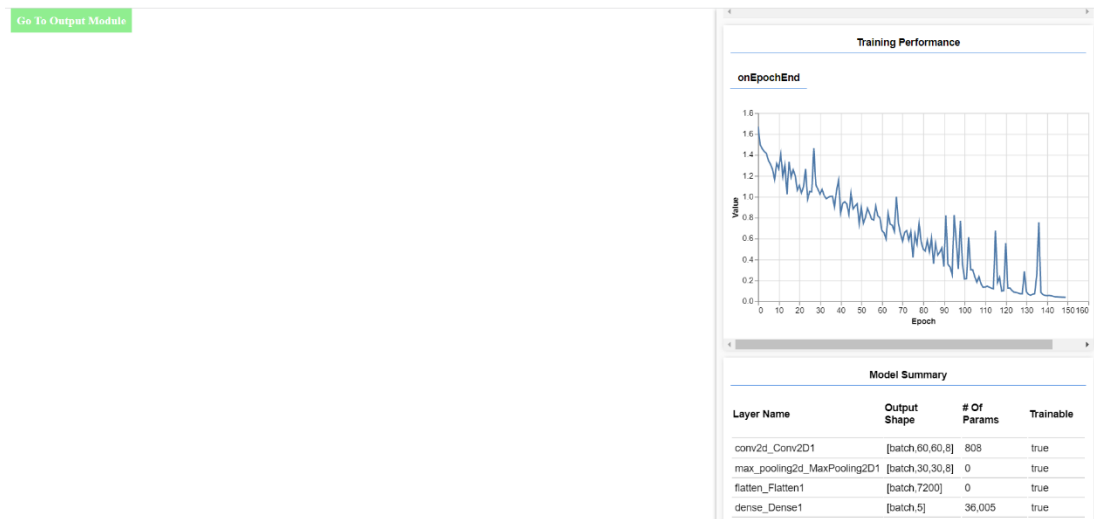 Go To Output Module
Training Performance
onEpochEnd
1.8
1.6
1.4
1.2
1.0
0.8
0.6
0.4
0.2
0.0
Value
0 10 20 30 40 50 60 70 80 90 100 110 120 130 140 150 160
Epoch
Model Summary
Layer Name Output Shape # Of Params Trainable
conv2d_Conv2D1 [batch,60,60,8] 808 true
max_pooling2d_MaxPooling2D1 [batch,30,30,8] 0 true
flatten_Flatten1 [batch,7200] 0 true
dense_Dense1 [batch,5] 36,005 true